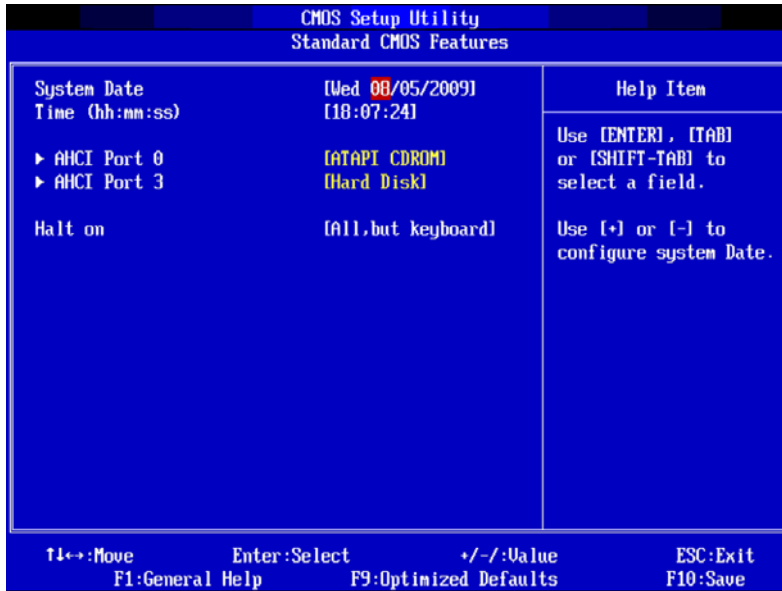 CMOS Setup Utility
Standard CMOS Features
System Date [Wed 08/05/2009]
Time (hh:mm:ss) [18:07:24]
▶ AHCI Port 0 [ATAPI CDROM]
▶ AHCI Port 3 [Hard Disk]
Halt on [All,but keyboard]
Help Item
Use [ENTER], [TAB]
or [SHIFT-TAB] to
select a field.
Use [+] or [-] to
configure system Date.
↑↓←→:Move Enter:Select +/-/:Value ESC:Exit
F1:General Help F9:Optimized Defaults F10:Save